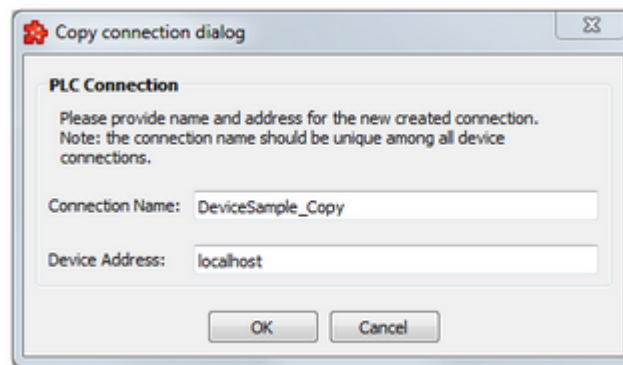 Copy connection dialog
PLC Connection
Please provide name and address for the new created connection.
Note: the connection name should be unique among all device
connections.
Connection Name: DeviceSample_Copy
Device Address: localhost
OK Cancel